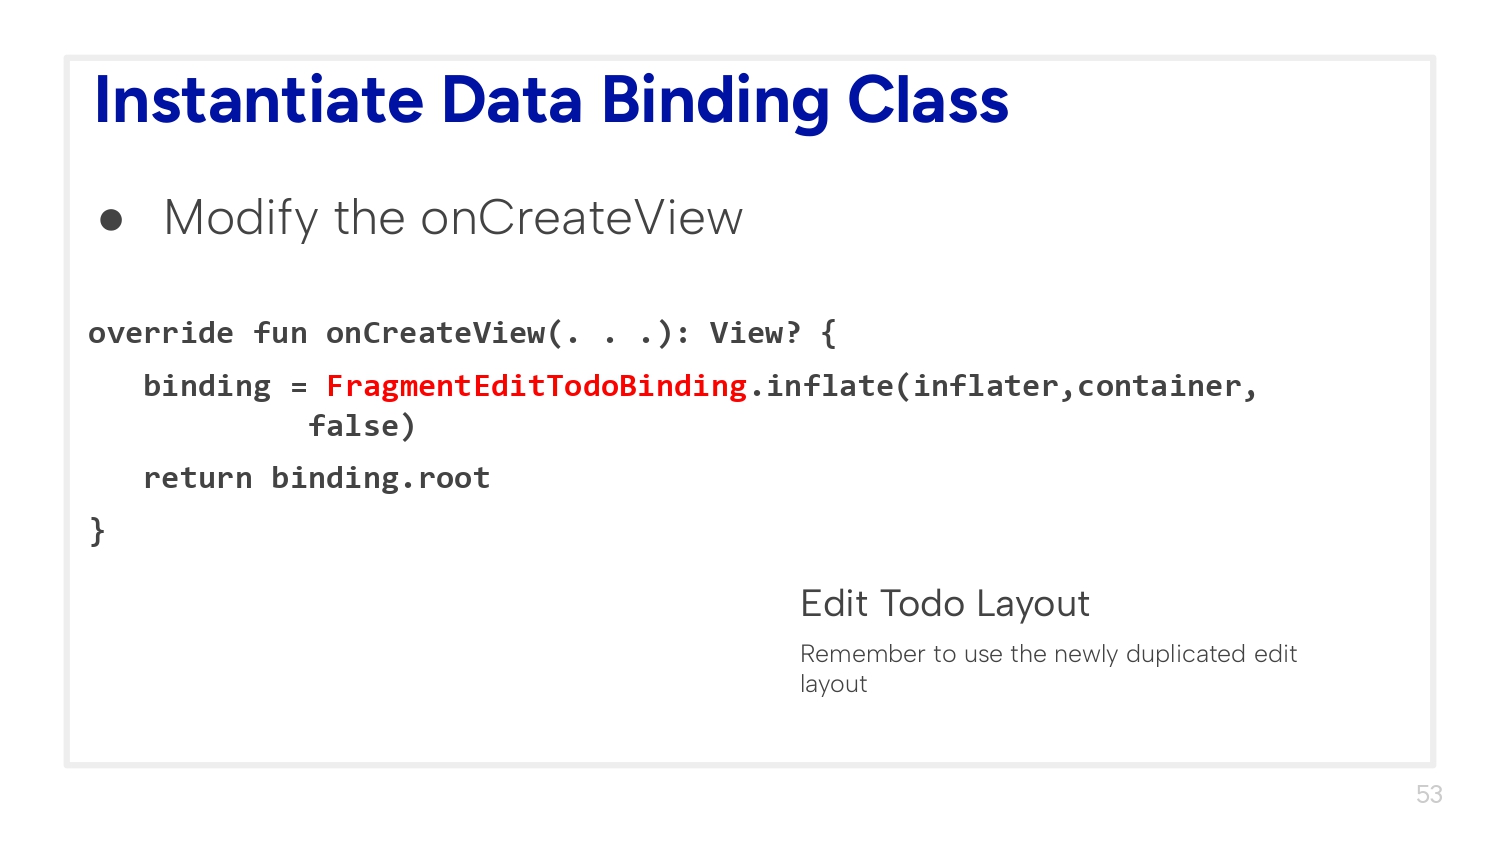 Instantiate Data Binding Class
● Modify the onCreateView
override fun onCreateView(. . .): View? {
binding = FragmentEditTodoBinding.inflate(inflater,container,
false)
return binding.root
}
Edit Todo Layout
Remember to use the newly duplicated edit
layout
53